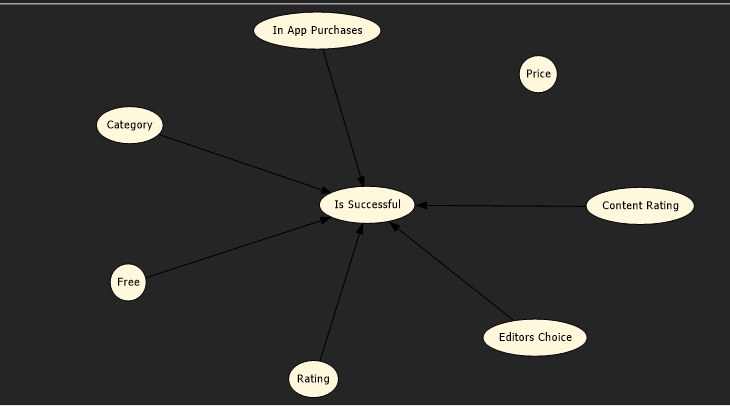 In App Purchases
Price
Category
Is Successful
Content Rating
Free
Editors Choice
Rating